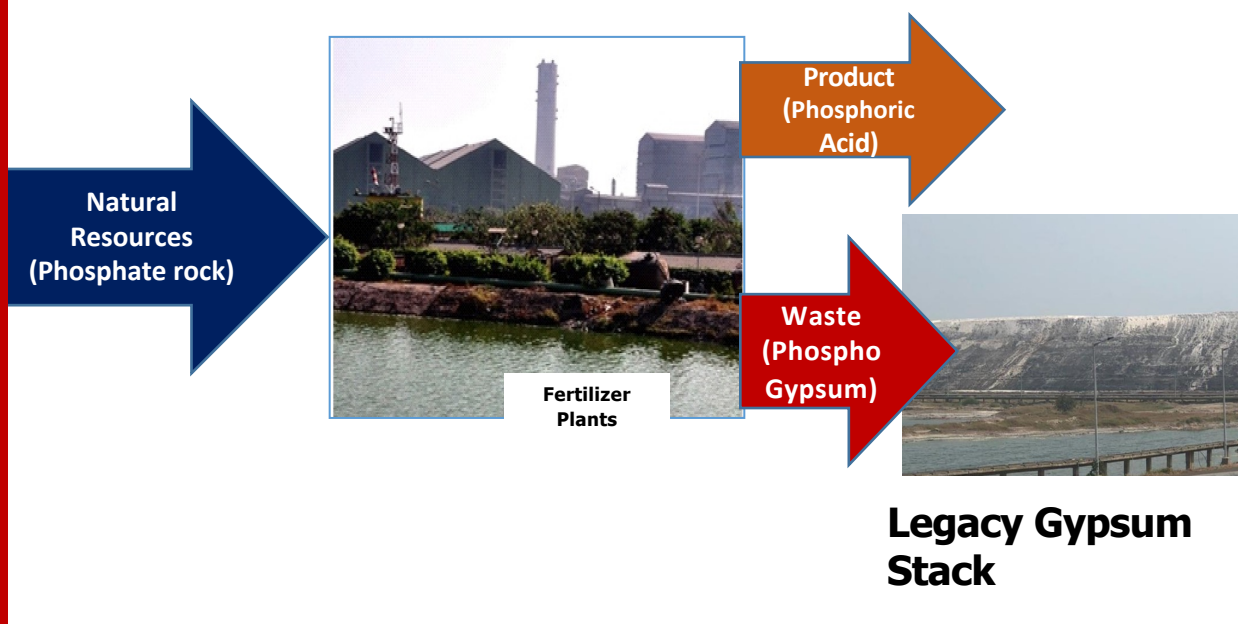 Natural
Resources
(Phosphate rock)
Fertilizer
Plants
Product
(Phosphoric
Acid)
Waste
(Phospho
Gypsum)
Legacy Gypsum
Stack